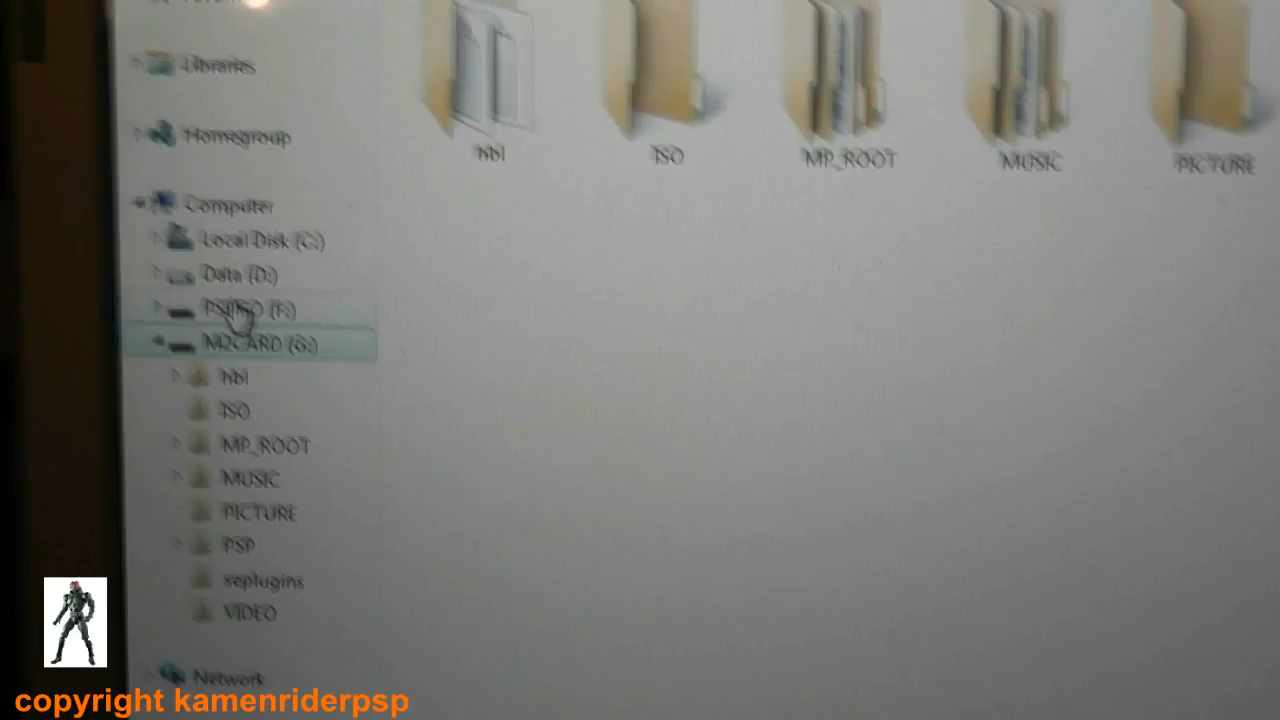 Libraries
Homegroup
Computer
Local Disk (C:)
Data (D:)
(F:)
M2CARD (G:)
hbl
ISO
MP_ROOT
MUSIC
PICTURE
PSP
seplugins
VIDEO
Network
hbl
ISO
MP_ROOT
MUSIC
PICTURE
copyright kamenriderpsp